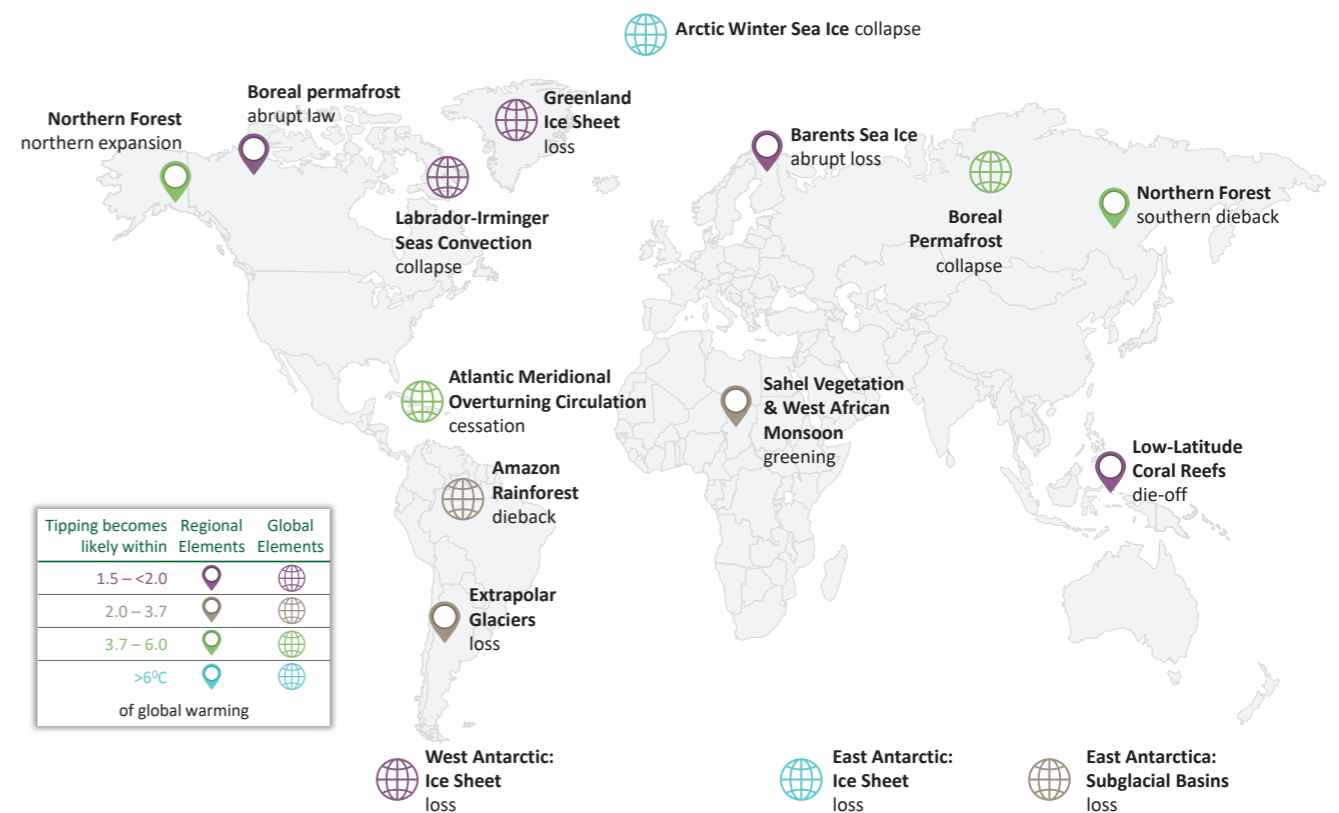 Arctic Winter Sea Ice collapse
Boreal permafrost
abrupt law
Northern Forest
northern expansion
Greenland
Ice Sheet
loss
Barents Sea Ice
abrupt loss
Labrador-Irminger
Seas Convection
collapse
Boreal
Permafrost
collapse
Northern Forest
southern dieback
Atlantic Meridional
Overturning Circulation
cessation
Sahel Vegetation
& West African
Monsoon
greening
Amazon
Rainforest
dieback
Low-Latitude
Coral Reefs
die-off
Extrapolar
Glaciers
loss
Tipping becomes Regional Global
likely within Elements Elements
1.5 – <2.0
2.0 – 3.7
3.7 – 6.0
>6⁰C
of global warming
West Antarctic:
Ice Sheet
loss
East Antarctic:
Ice Sheet
loss
East Antarctica:
Subglacial Basins
loss